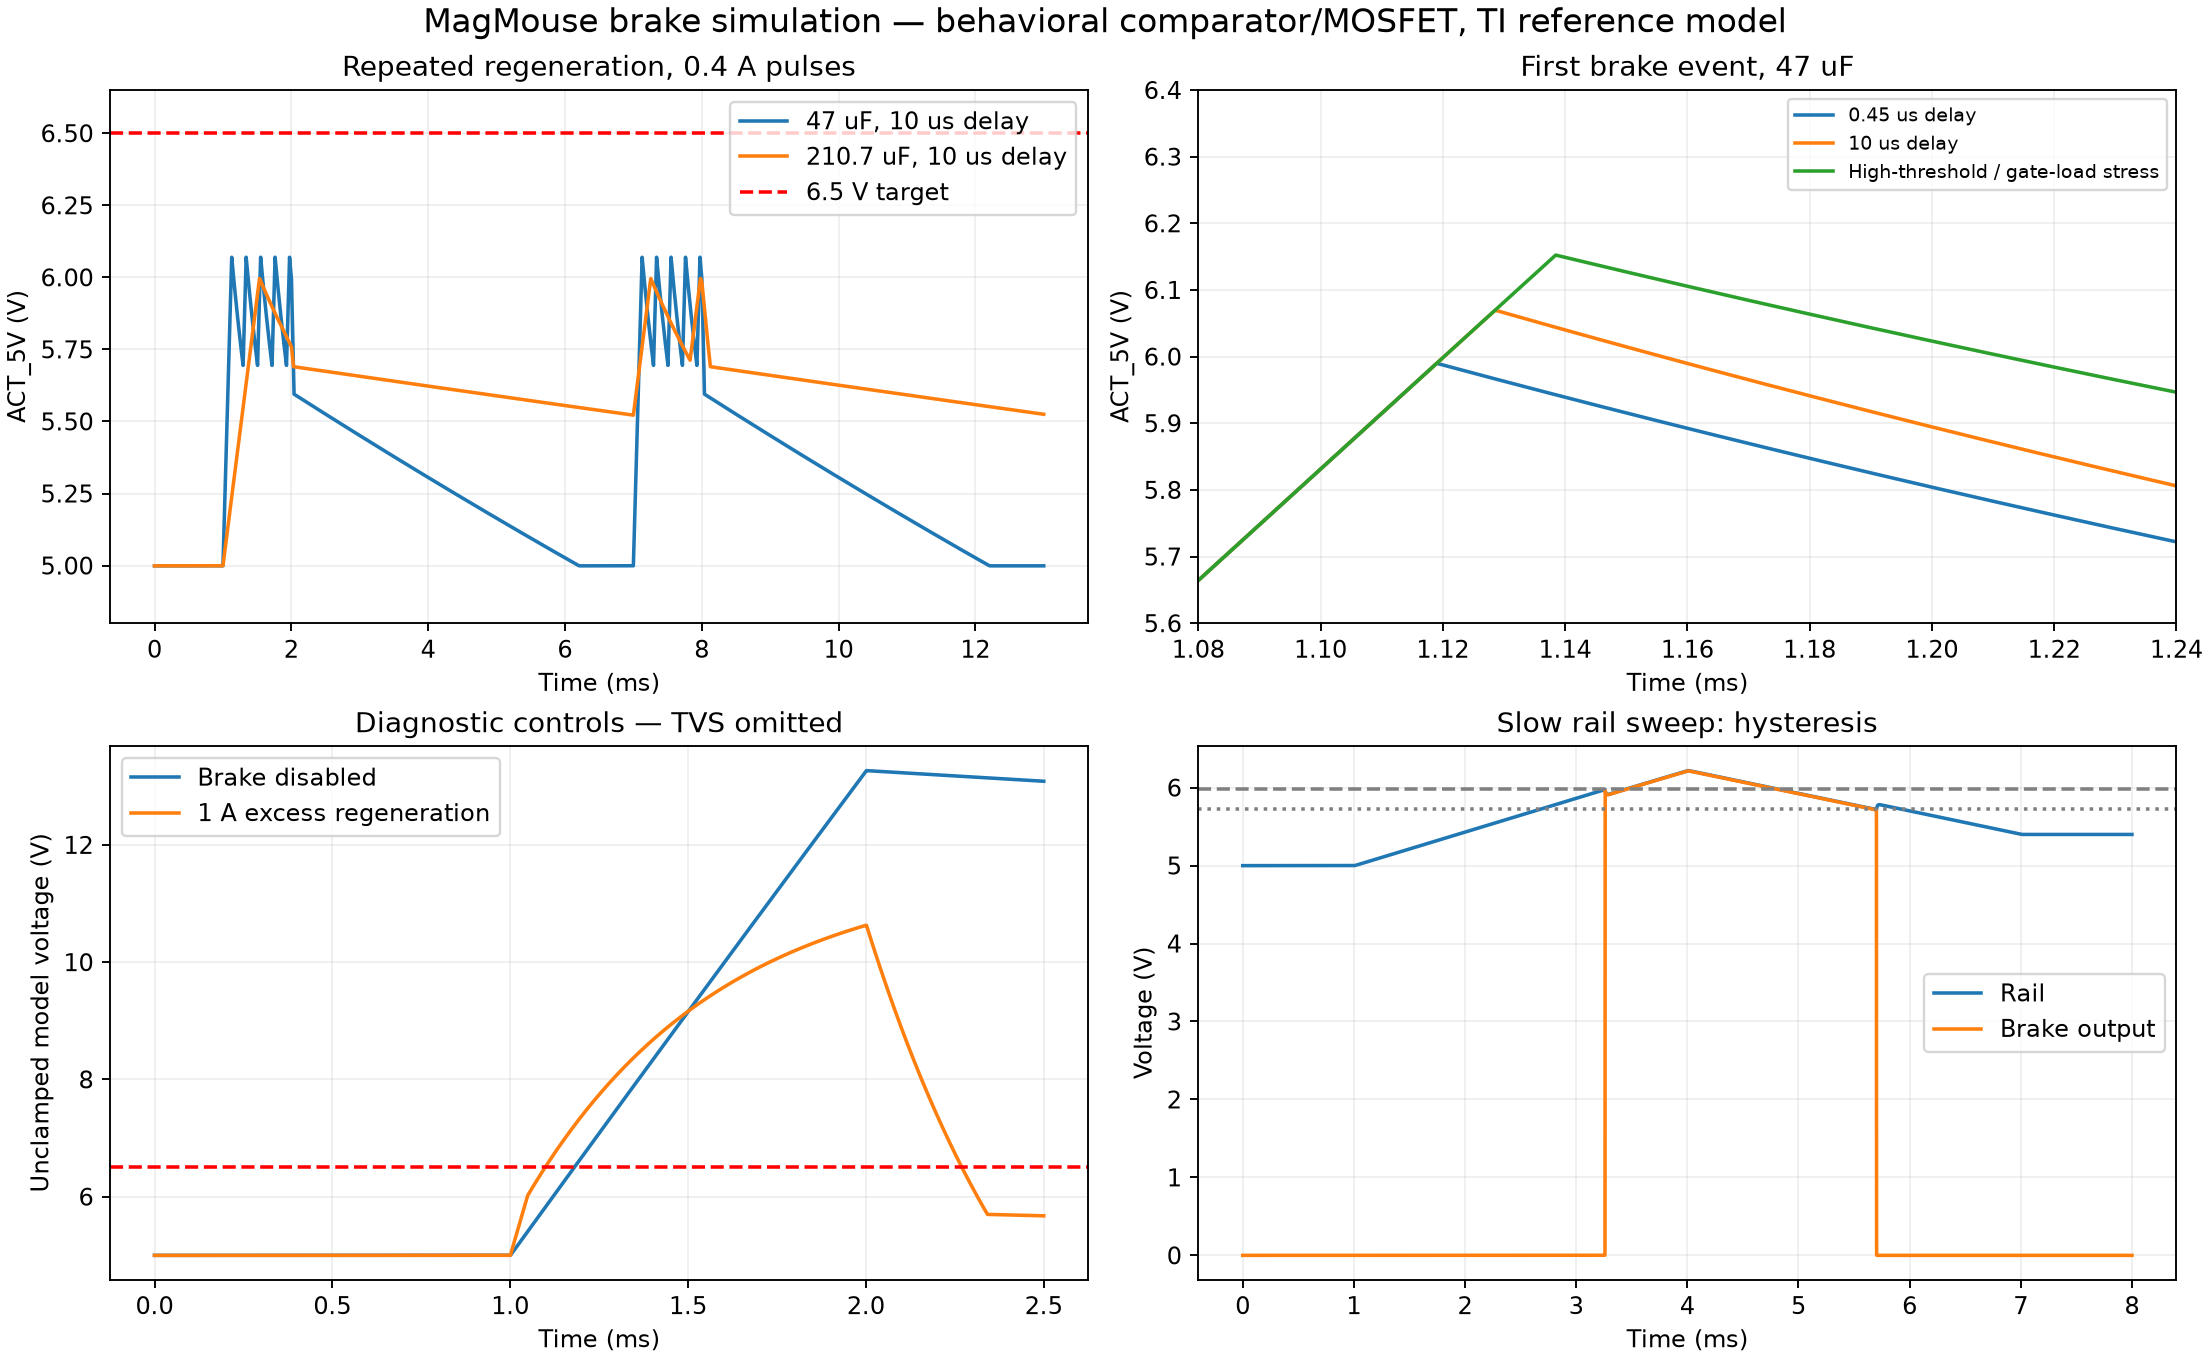 MagMouse brake simulation — behavioral comparator/MOSFET, TI reference model
Repeated regeneration, 0.4 A pulses
ACT_5V (V)
6.50
6.25
6.00
5.75
5.50
5.25
5.00
47 uF, 10 us delay
210.7 uF, 10 us delay
6.5 V target
0 2 4 6 8 10 12
Time (ms)
First brake event, 47 uF
ACT_5V (V)
6.4
6.3
6.2
6.1
6.0
5.9
5.8
5.7
5.6
0.45 us delay
10 us delay
High-threshold / gate-load stress
1.08 1.10 1.12 1.14 1.16 1.18 1.20 1.22 1.24
Time (ms)
Diagnostic controls — TVS omitted
Unclamped model voltage (V)
12
10
8
6
Brake disabled
1 A excess regeneration
0.0 0.5 1.0 1.5 2.0 2.5
Time (ms)
Slow rail sweep: hysteresis
Voltage (V)
6
5
4
3
2
1
0
Rail
Brake output
0 1 2 3 4 5 6 7 8
Time (ms)